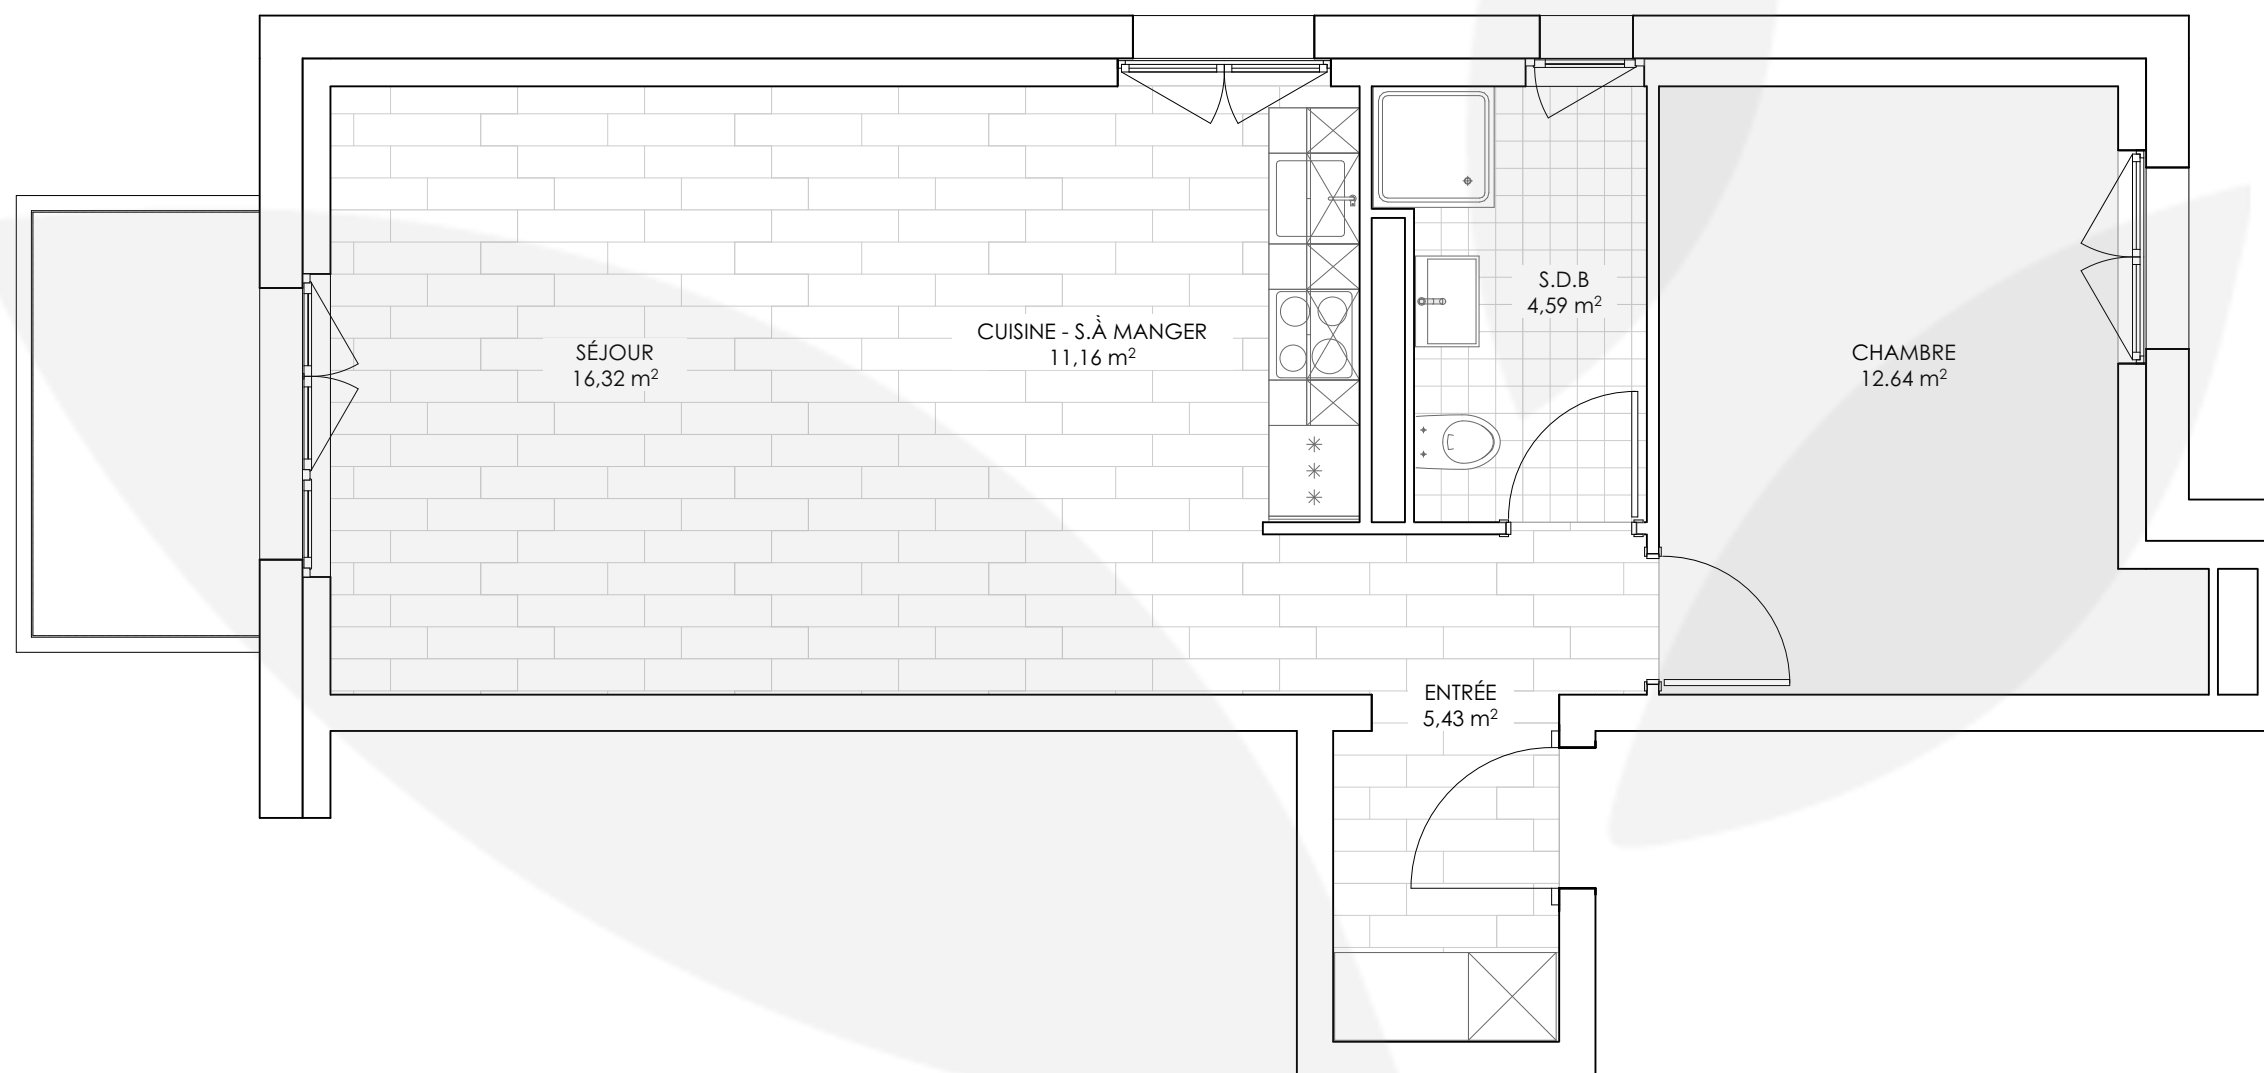 SÉJOUR
16,32 m²
CUISINE - S.À MANGER
11,16 m²
S.D.B
4,59 m²
CHAMBRE
12.64 m²
ENTRÉE
5,43 m²